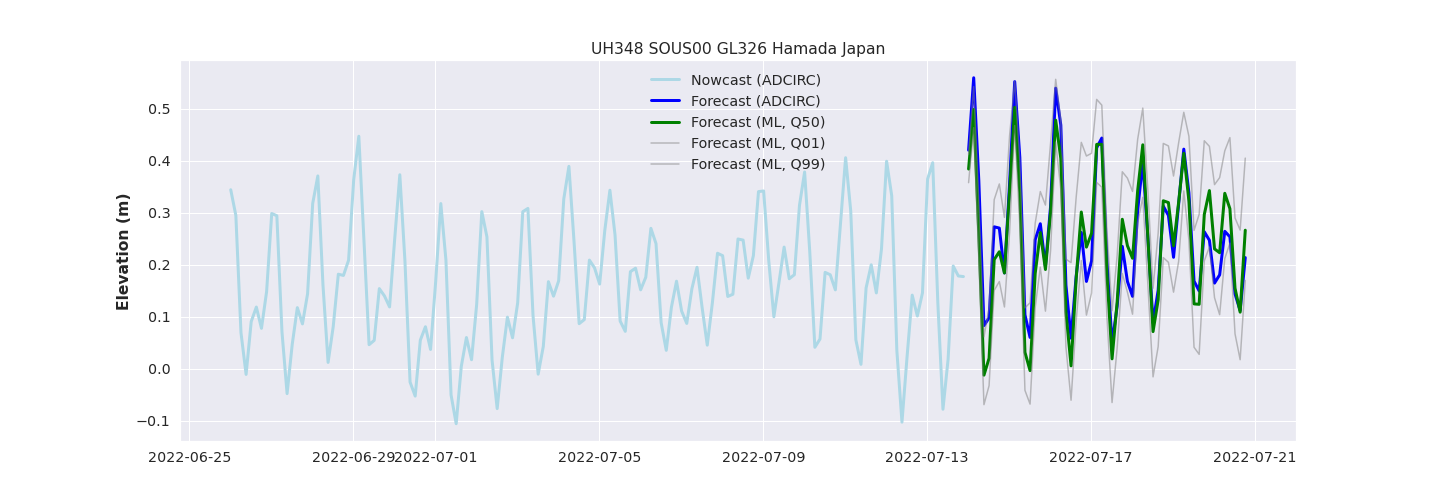 UH348 SOUS00 GL326 Hamada Japan
Nowcast (ADCIRC)
Forecast (ADCIRC)
Forecast (ML, Q50)
Forecast (ML, Q01)
Forecast (ML, Q99)
Elevation (m)
0.5
0.4
0.3
0.2
0.1
0.0
−0.1
2022-06-25 2022-06-29 2022-07-01 2022-07-05 2022-07-09 2022-07-13 2022-07-17 2022-07-21